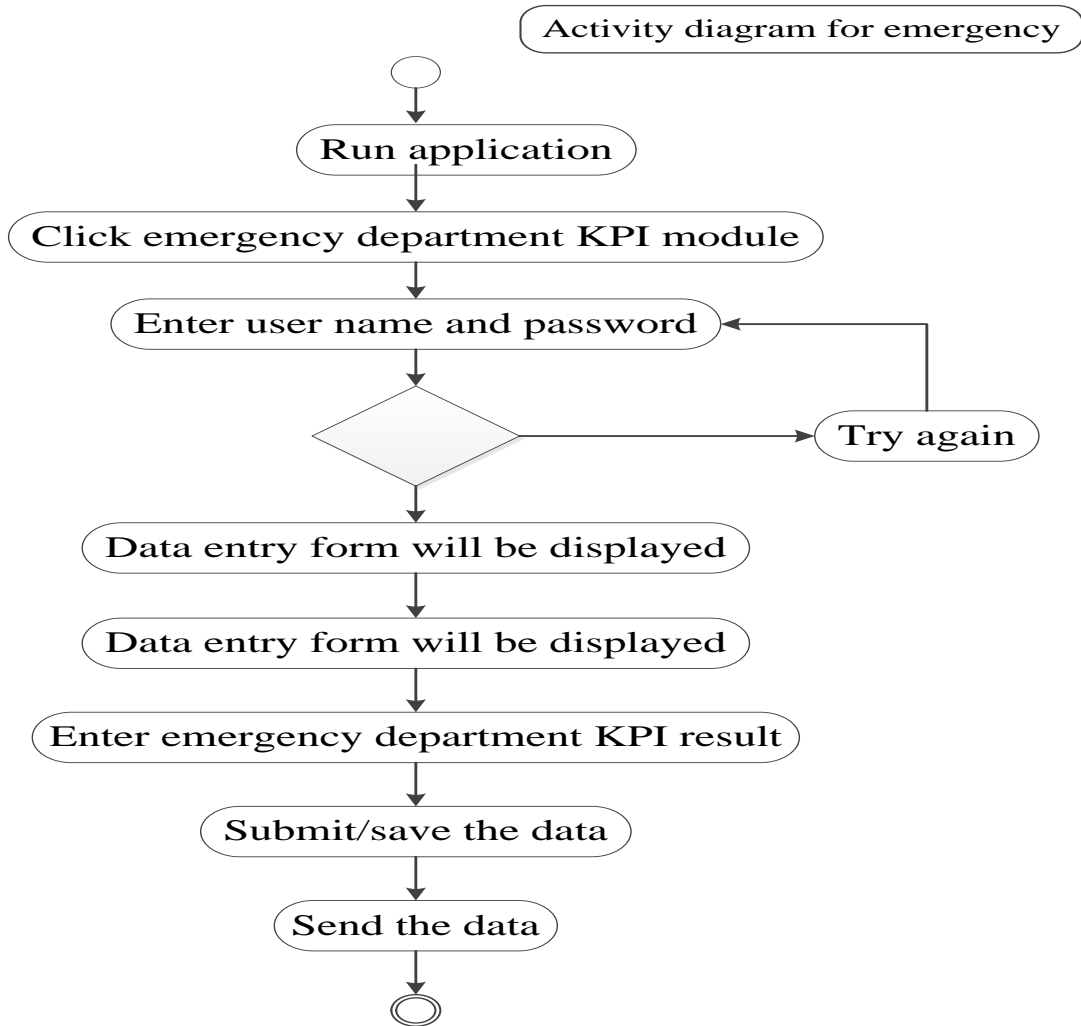 Activity diagram for emergency
Run application
Click emergency department KPI module
Enter user name and password
Try again
Data entry form will be displayed
Data entry form will be displayed
Enter emergency department KPI result
Submit/save the data
Send the data